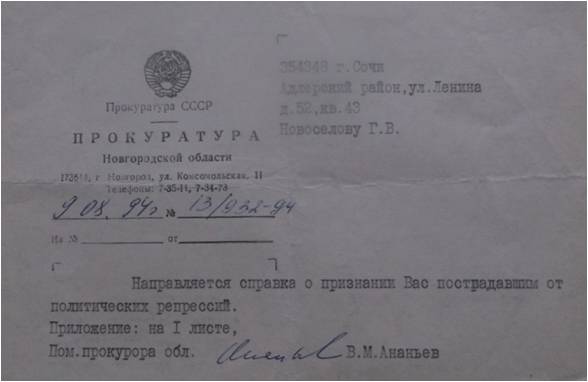 354348 г.Сочи
Адлерский район,ул.Ленина
д.52,кв.43
Новоселову Г.В.
Прокуратура СССР
ПРОКУРАТУРА
Новгородской области
г Новгород, ул. Комсомольская, 11
Телефоны: 7-35-11, 7-34-73
9.08.94г. № 13/932-94
На № от
Направляется справка о признании Вас пострадавшим от
политических репрессий.
Приложение: на I листе,
Пом.прокурора обл. В.М.Ананьев